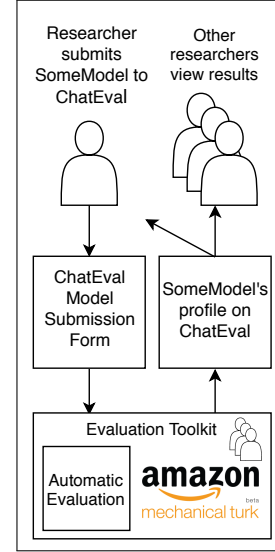 Researcher
submits
SomeModel to
ChatEval
Other
researchers
view results
ChatEval
Model
Submission
Form
SomeModel's
profile on
ChatEval
Evaluation Toolkit
Automatic
Evaluation
amazon
beta
mechanical turk